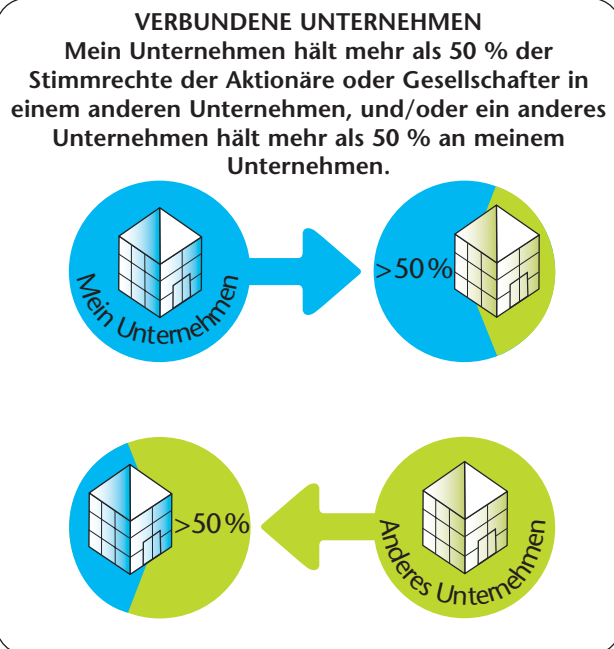 VERBUNDENE UNTERNEHMEN
Mein Unternehmen hält mehr als 50 % der
Stimmrechte der Aktionäre oder Gesellschafter in
einem anderen Unternehmen, und/oder ein anderes
Unternehmen hält mehr als 50 % an meinem
Unternehmen.
Mein Unternehmen
>50 %
>50 %
Anderes Unternehmen